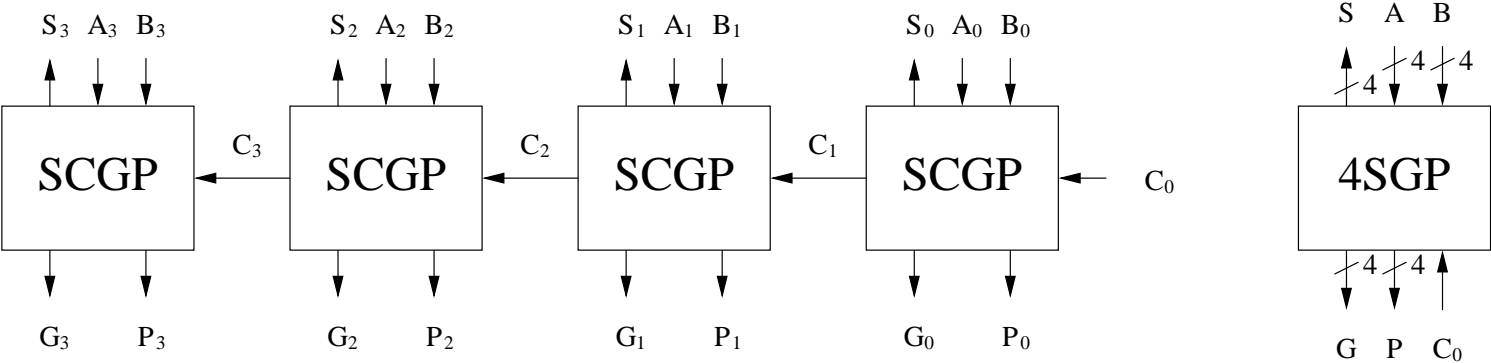 S A B
S₃ A₃ B₃ S₂ A₂ B₂ S₁ A₁ B₁ S₀ A₀ B₀
4 4 4
C₃ C₂ C₁
SCGP SCGP SCGP SCGP C₀ 4SGP
4 4
G₃ P₃ G₂ P₂ G₁ P₁ G₀ P₀
G P C₀